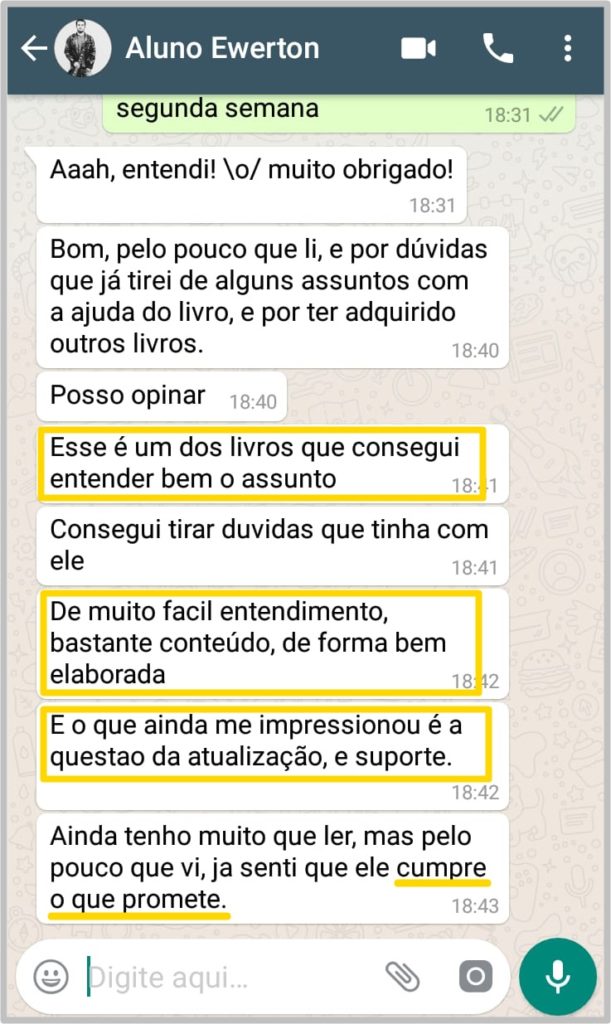 Aluno Ewerton
segunda semana
18:31
Aaah, entendi! \o/ muito obrigado!
18:31
Bom, pelo pouco que li, e por dúvidas
que já tirei de alguns assuntos com
a ajuda do livro, e por ter adquirido
outros livros.
18:40
Posso opinar
18:40
Esse é um dos livros que consegui
entender bem o assunto
18:41
Consegui tirar duvidas que tinha com
ele
18:41
De muito facil entendimento,
bastante conteúdo, de forma bem
elaborada
18:42
E o que ainda me impressionou é a
questao da atualização, e suporte.
18:42
Ainda tenho muito que ler, mas pelo
pouco que vi, ja senti que ele cumpre
o que promete.
18:43
Digite aqui...